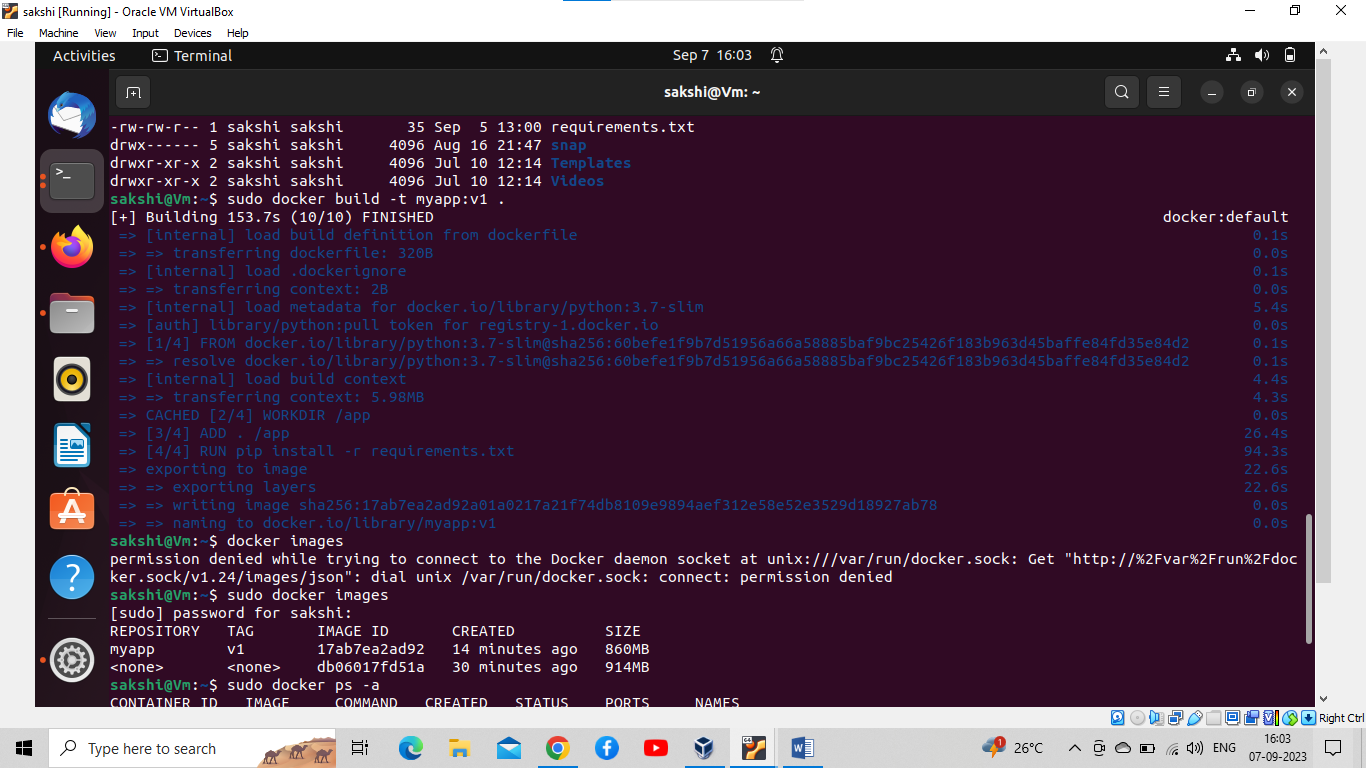 sakshi [Running] - Oracle VM VirtualBox
File Machine View Input Devices Help
Activities Terminal Sep 7 16:03
sakshi@Vm: ~
-rw-rw-r-- 1 sakshi sakshi 35 Sep 5 13:00 requirements.txt
drwx------ 5 sakshi sakshi 4096 Aug 16 21:47 snap
drwxr-xr-x 2 sakshi sakshi 4096 Jul 10 12:14 Templates
drwxr-xr-x 2 sakshi sakshi 4096 Jul 10 12:14 Videos
sakshi@Vm:~$ sudo docker build -t myapp:v1 .
[+] Building 153.7s (10/10) FINISHED docker:default
=> [internal] load build definition from dockerfile 0.1s
=> => transferring dockerfile: 320B 0.0s
=> [internal] load .dockerignore 0.1s
=> => transferring context: 2B 0.0s
=> [internal] load metadata for docker.io/library/python:3.7-slim 5.4s
=> [auth] library/python:pull token for registry-1.docker.io 0.0s
=> [1/4] FROM docker.io/library/python:3.7-slim@sha256:60befe1f9b7d51956a66a58885baf9bc25426f183b963d45baffe84fd35e84d2 0.1s
=> => resolve docker.io/library/python:3.7-slim@sha256:60befe1f9b7d51956a66a58885baf9bc25426f183b963d45baffe84fd35e84d2 0.1s
=> [internal] load build context 4.4s
=> => transferring context: 5.98MB 4.3s
=> CACHED [2/4] WORKDIR /app 0.0s
=> [3/4] ADD . /app 26.4s
=> [4/4] RUN pip install -r requirements.txt 94.3s
=> exporting to image 22.6s
=> => exporting layers 22.6s
=> => writing image sha256:17ab7ea2ad92a01a0217a21f74db8109e9894aef312e58e52e3529d18927ab78 0.0s
=> => naming to docker.io/library/myapp:v1 0.0s
sakshi@Vm:~$ docker images
permission denied while trying to connect to the Docker daemon socket at unix:///var/run/docker.sock: Get "http://%2Fvar%2Frun%2Fdoc
ker.sock/v1.24/images/json": dial unix /var/run/docker.sock: connect: permission denied
sakshi@Vm:~$ sudo docker images
[sudo] password for sakshi:
REPOSITORY TAG IMAGE ID CREATED SIZE
myapp v1 17ab7ea2ad92 14 minutes ago 860MB
<none> <none> db06017fd51a 30 minutes ago 914MB
sakshi@Vm:~$ sudo docker ps -a
CONTAINER ID IMAGE COMMAND CREATED STATUS PORTS NAMES
Right Ctrl
Type here to search
26°C ENG
16:03
07-09-2023